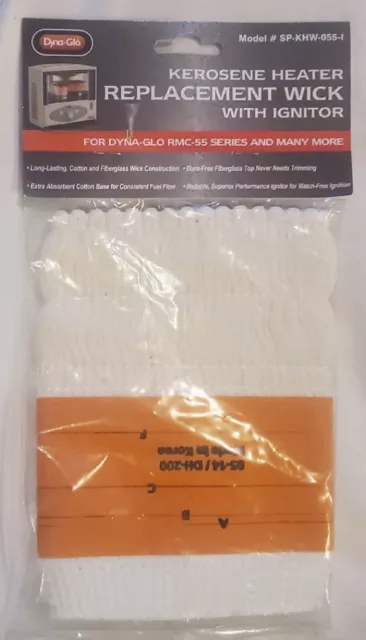 Dyna-Glo
Model # SP-KHW-055-I
KEROSENE HEATER
REPLACEMENT WICK
WITH IGNITOR
FOR DYNA-GLO RMC-55 SERIES AND MANY MORE
• Long-Lasting, Cotton and Fiberglass Wick Construction • Burn-Free Fiberglass Top Never Needs Trimming
• Extra Absorbent Cotton Base for Consistent Fuel Flow • Reliable, Superior Performance Ignitor for Match-Free Ignition
F
Made in Korea
95-14 / DH-200
C
B
A